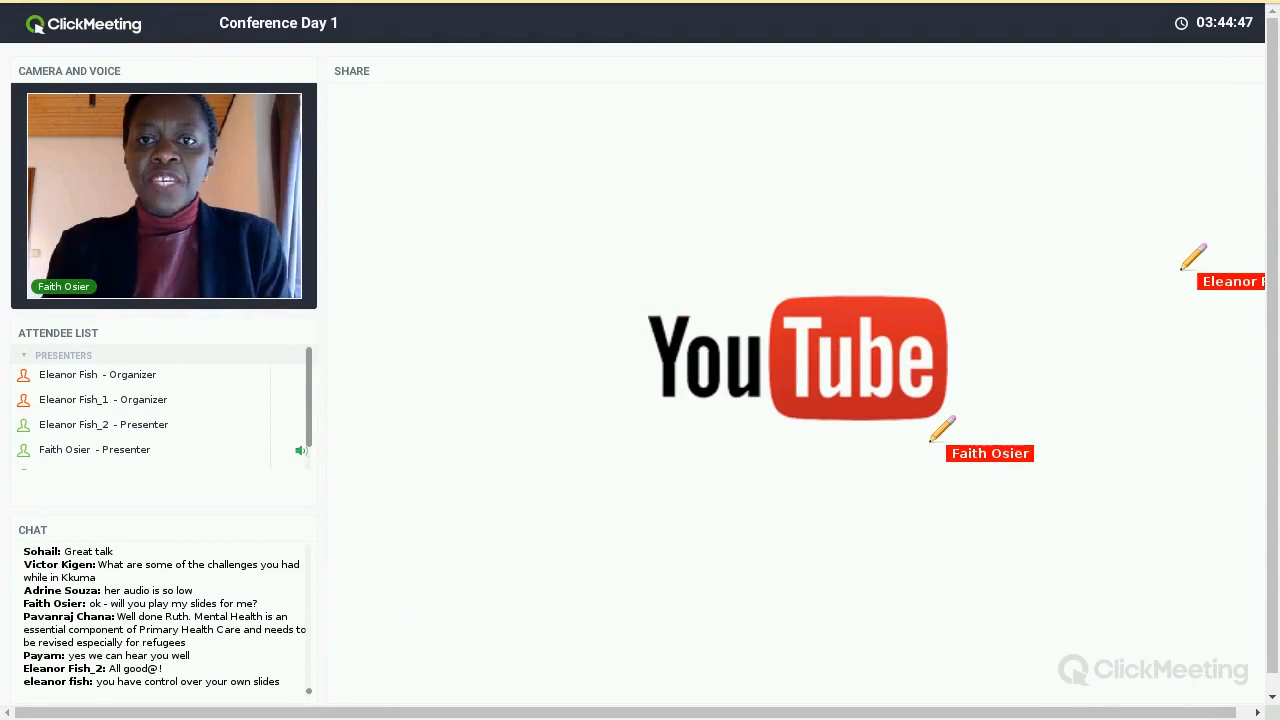 ClickMeeting
Conference Day 1
03:44:47
CAMERA AND VOICE
SHARE
Faith Osier
ATTENDEE LIST
PRESENTERS
Eleanor Fish - Organizer
Eleanor Fish_1 - Organizer
Eleanor Fish_2 - Presenter
Faith Osier - Presenter
CHAT
Sohail: Great talk
Victor Kigen: What are some of the challenges you had
while in Kkuma
Adrine Souza: her audio is so low
Faith Osier: ok - will you play my slides for me?
Pavanraj Chana: Well done Ruth. Mental Health is an
essential component of Primary Health Care and needs to
be revised especially for refugees
Payam: yes we can hear you well
Eleanor Fish_2: All good@!
eleanor fish: you have control over your own slides
Eleanor F
YouTube
Faith Osier
ClickMeeting